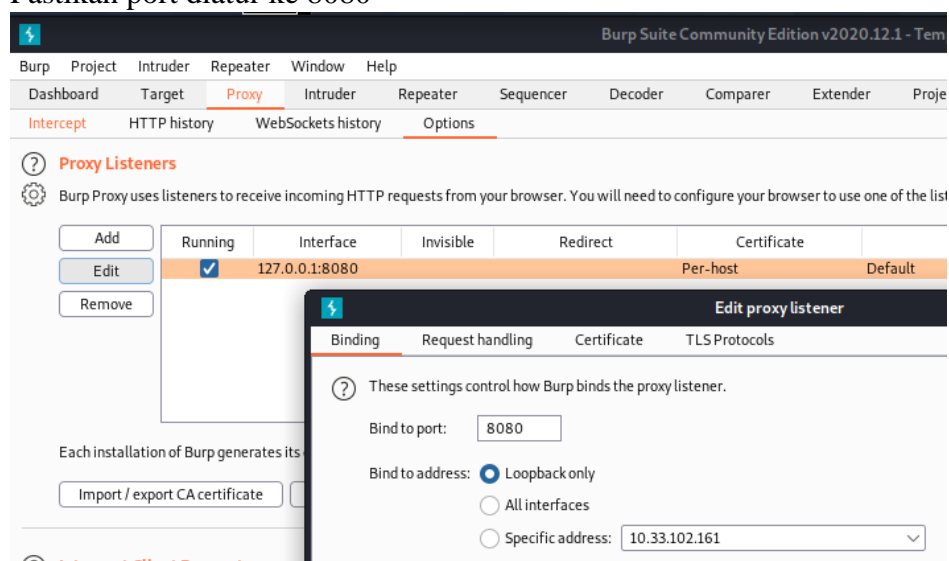 Pastikan port diatur ke 8080
Burp Suite Community Edition v2020.12.1 - Tem
Burp Project Intruder Repeater Window Help
Dashboard Target Proxy Intruder Repeater Sequencer Decoder Comparer Extender Proje
Intercept HTTP history WebSockets history Options
? Proxy Listeners
Burp Proxy uses listeners to receive incoming HTTP requests from your browser. You will need to configure your browser to use one of the list
Add Running Interface Invisible Redirect Certificate
Edit 127.0.0.1:8080 Per-host Default
Remove
Edit proxy listener
Binding Request handling Certificate TLS Protocols
? These settings control how Burp binds the proxy listener.
Bind to port: 8080
Each installation of Burp generates its
Bind to address: Loopback only
Import / export CA certificate
All interfaces
Specific address: 10.33.102.161